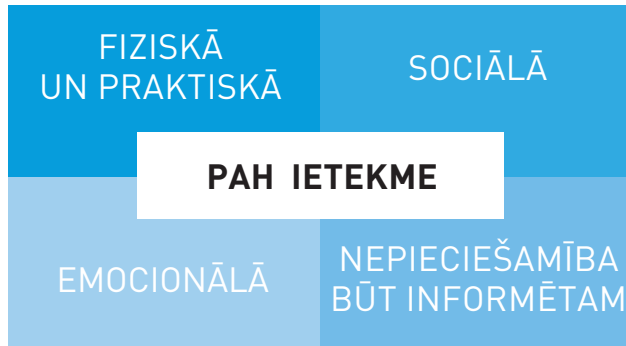 FIZISKĀ
UN PRAKTISKĀ
SOCIĀLĀ
PAH IETEKME
EMOCIONĀLĀ
NEPIECIEŠAMĪBA
BŪT INFORMĒTAM